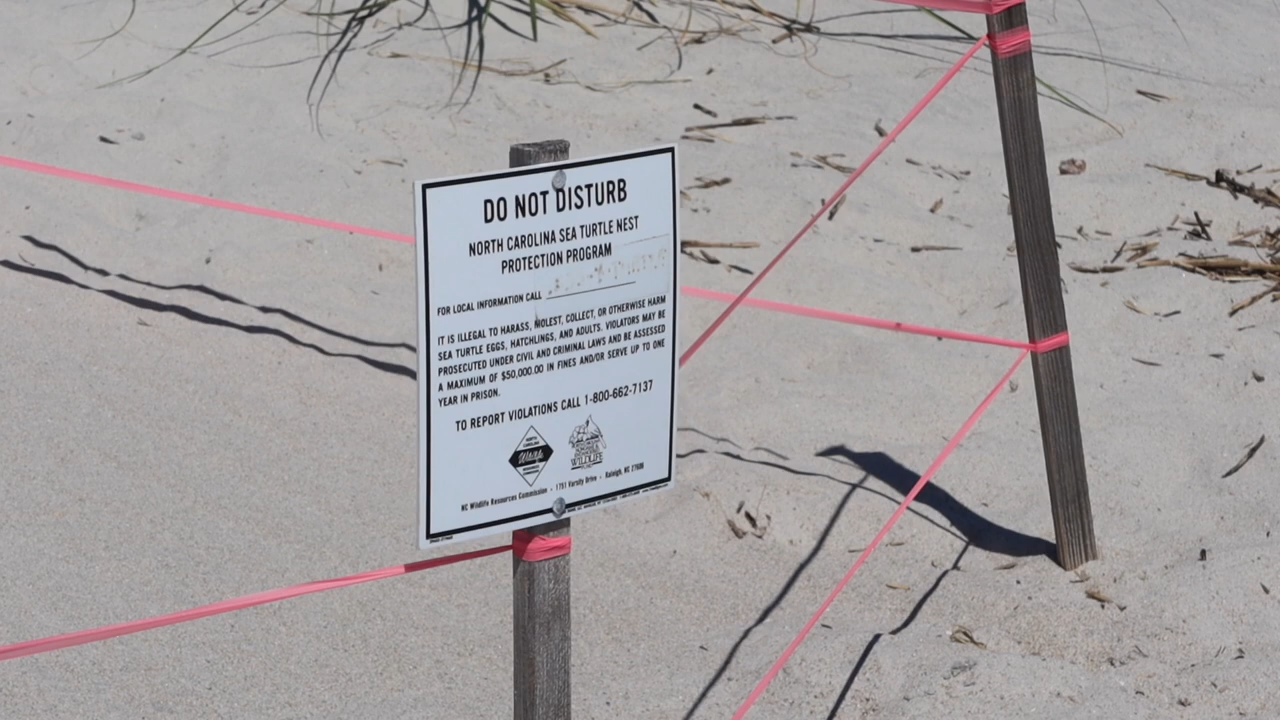 DO NOT DISTURB
NORTH CAROLINA SEA TURTLE NEST
PROTECTION PROGRAM
FOR LOCAL INFORMATION CALL
IT IS ILLEGAL TO HARASS, MOLEST, COLLECT, OR OTHERWISE HARM
SEA TURTLE EGGS, HATCHLINGS, AND ADULTS. VIOLATORS MAY BE
PROSECUTED UNDER CIVIL AND CRIMINAL LAWS AND BE ASSESSED
A MAXIMUM OF $50,000.00 IN FINES AND/OR SERVE UP TO ONE
YEAR IN PRISON.
TO REPORT VIOLATIONS CALL 1-800-662-7137
NORTH
CAROLINA
Wildlife
WILDLIFE
NC Wildlife Resources Commission • 1751 Varsity Drive • Raleigh, NC 27606